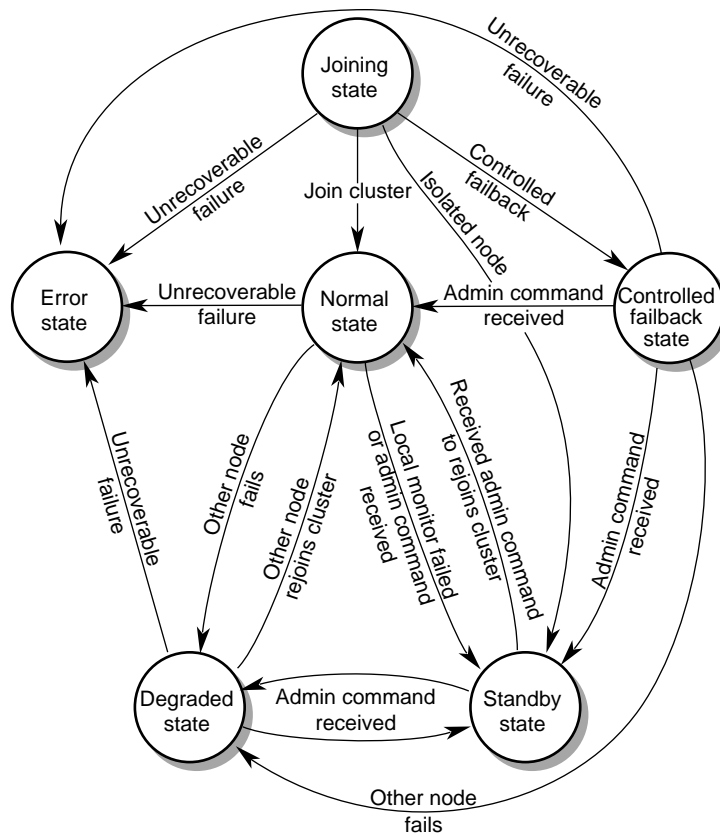 Joining
state
Unrecoverable
failure
Unrecoverable
failure
Join cluster
Isolated node
Controlled
failback
Error
state
Unrecoverable
failure
Normal
state
Admin command
received
Controlled
failback
state
Unrecoverable
failure
Other node
fails
Other node
rejoins cluster
Local monitor failed
or admin command
received
Received admin command
to rejoins cluster
Admin command
received
Degraded
state
Admin command
received
Standby
state
Other node
fails